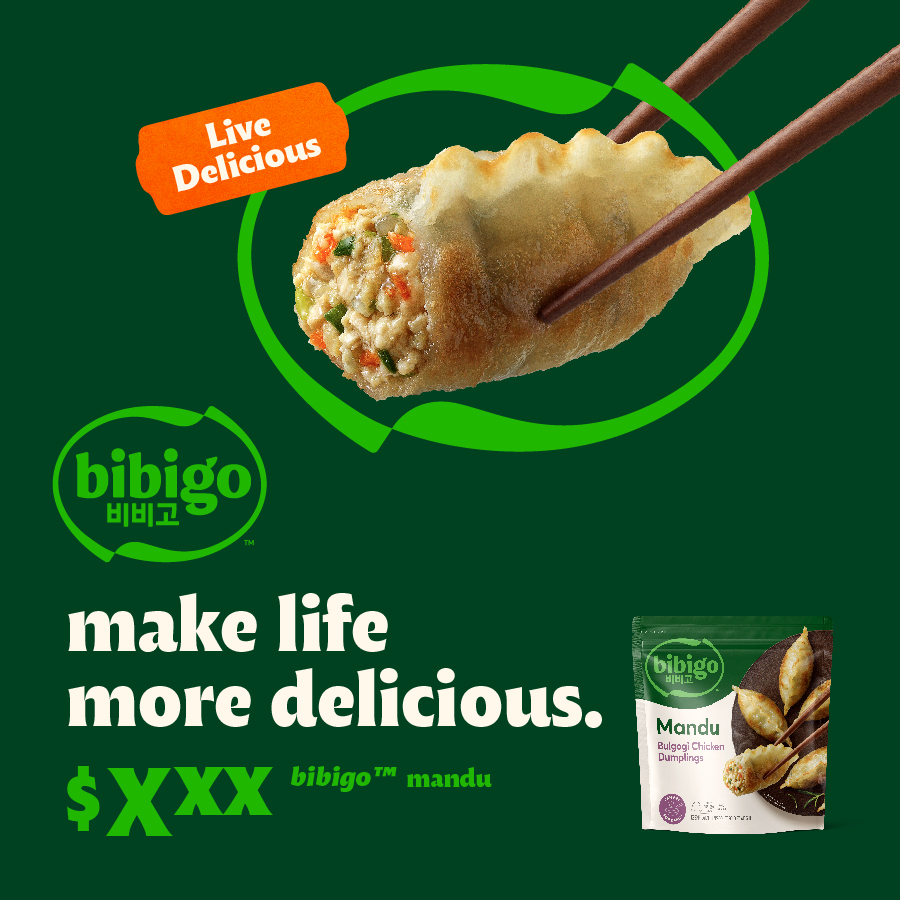 Live
Delicious
bibigo
비비고
™
make life
more delicious.
$XXX bibigo™ mandu
bibigo
비비고
Mandu
Bulgogi Chicken
Dumplings